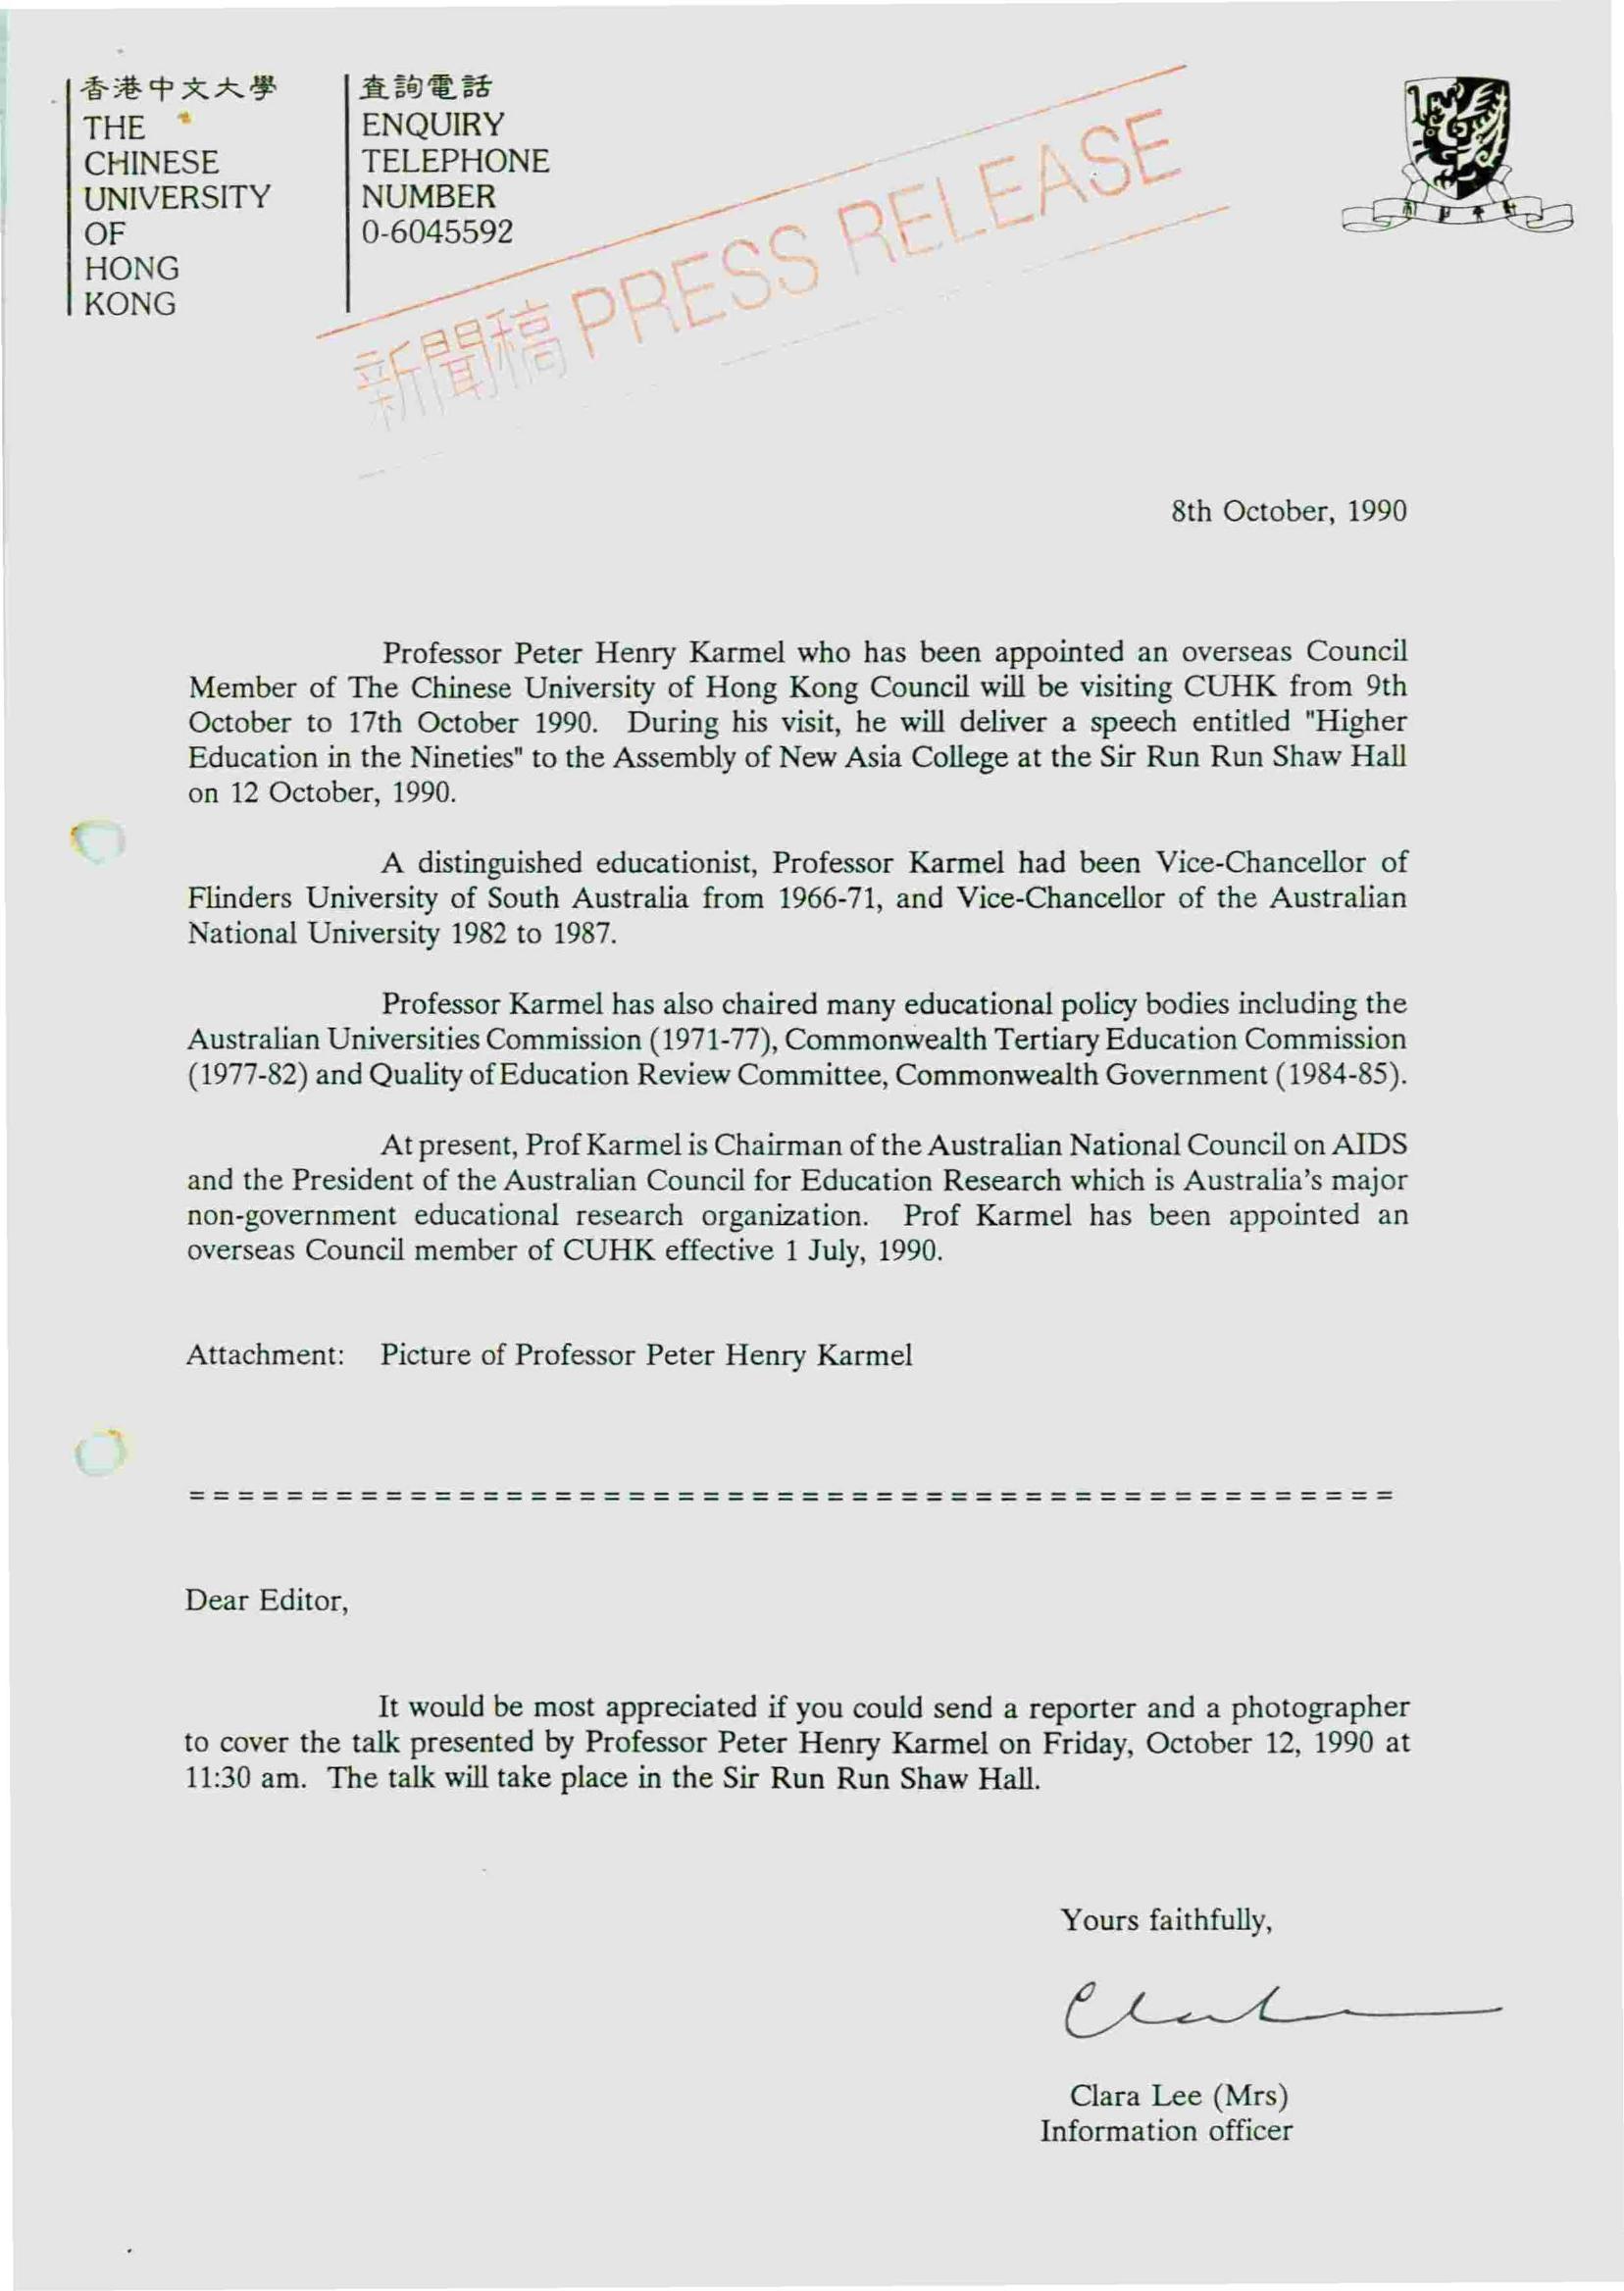 香港中文大學
THE
CHINESE
UNIVERSITY
OF
HONG
KONG
查詢電話
ENQUIRY
TELEPHONE
NUMBER
0-6045592
新聞稿 PRESS RELEASE
8th October, 1990
Professor Peter Henry Karmel who has been appointed an overseas Council
Member of The Chinese University of Hong Kong Council will be visiting CUHK from 9th
October to 17th October 1990. During his visit, he will deliver a speech entitled "Higher
Education in the Nineties" to the Assembly of New Asia College at the Sir Run Run Shaw Hall
on 12 October, 1990.
A distinguished educationist, Professor Karmel had been Vice-Chancellor of
Flinders University of South Australia from 1966-71, and Vice-Chancellor of the Australian
National University 1982 to 1987.
Professor Karmel has also chaired many educational policy bodies including the
Australian Universities Commission (1971-77), Commonwealth Tertiary Education Commission
(1977-82) and Quality of Education Review Committee, Commonwealth Government (1984-85).
At present, Prof Karmel is Chairman of the Australian National Council on AIDS
and the President of the Australian Council for Education Research which is Australia's major
non-government educational research organization. Prof Karmel has been appointed an
overseas Council member of CUHK effective 1 July, 1990.
Attachment: Picture of Professor Peter Henry Karmel
= = = = = = = = = = = = = = = = = = = = = = = = = = = = = = = = = = = = = = = = = = = = = = = = =
Dear Editor,
It would be most appreciated if you could send a reporter and a photographer
to cover the talk presented by Professor Peter Henry Karmel on Friday, October 12, 1990 at
11:30 am. The talk will take place in the Sir Run Run Shaw Hall.
Yours faithfully,
Clara Lee (Mrs)
Information officer